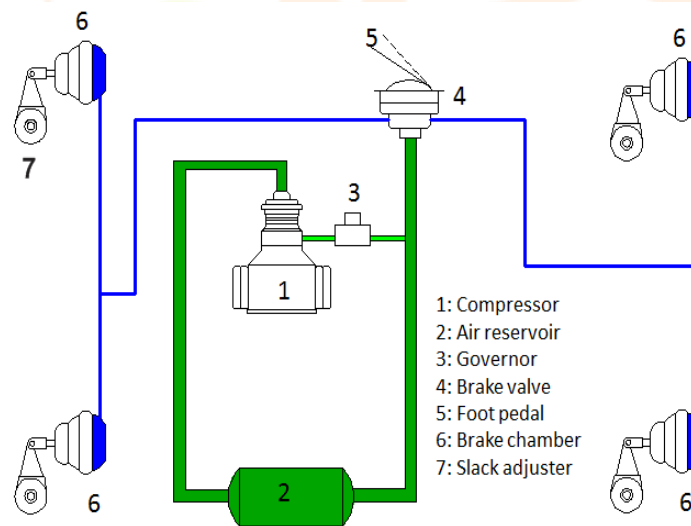 6
5
6
4
7
3
1
1: Compressor
2: Air reservoir
3: Governor
4: Brake valve
5: Foot pedal
6: Brake chamber
7: Slack adjuster
2
6
6